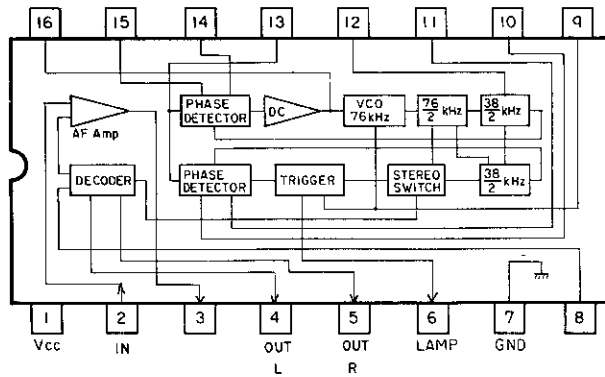 16 15 14 13 12 11 10 9
PHASE DETECTOR
DC
VCO 76kHz
76/2 kHz
38/2 kHz
AF Amp
DECODER
PHASE DETECTOR
TRIGGER
STEREO SWITCH
38/2 kHz
1 2 3 4 5 6 7 8
Vcc IN OUT OUT LAMP GND
L R